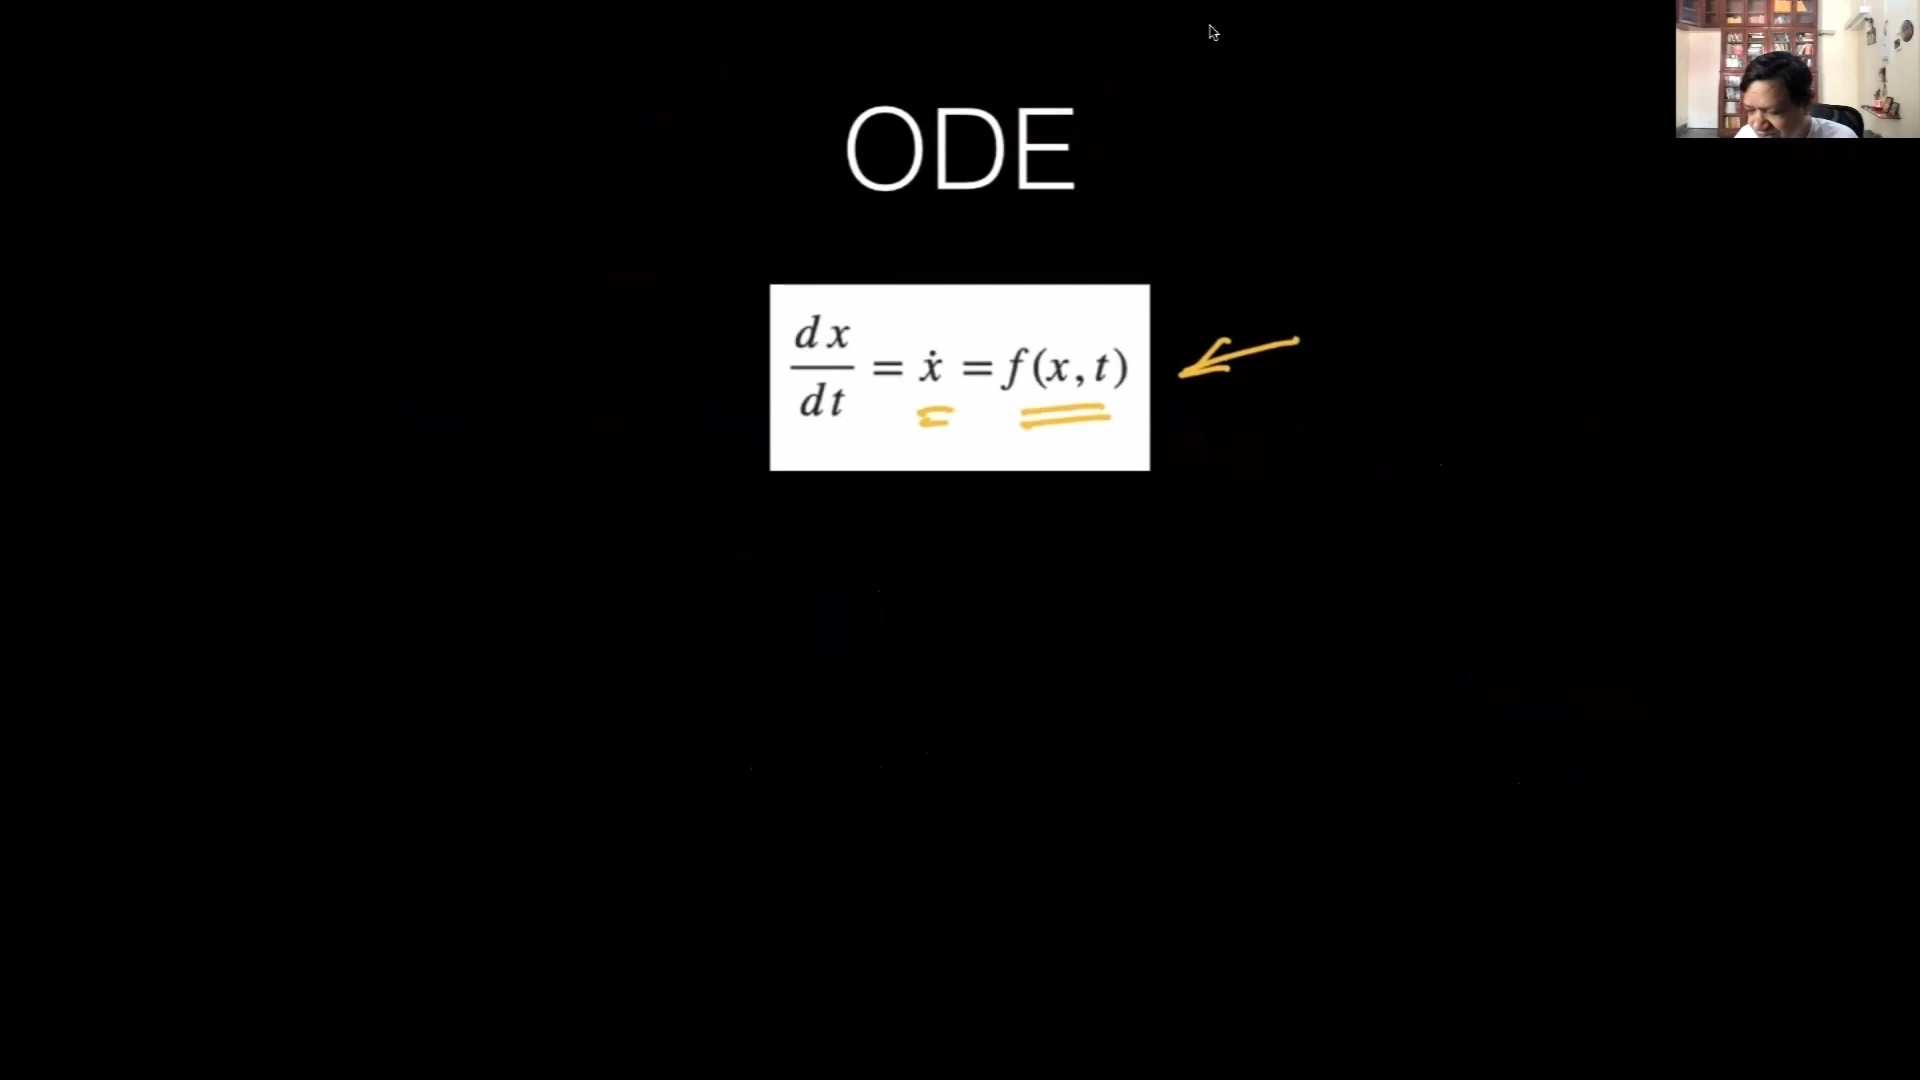 ODE
dx/dt = ẋ = f(x, t)